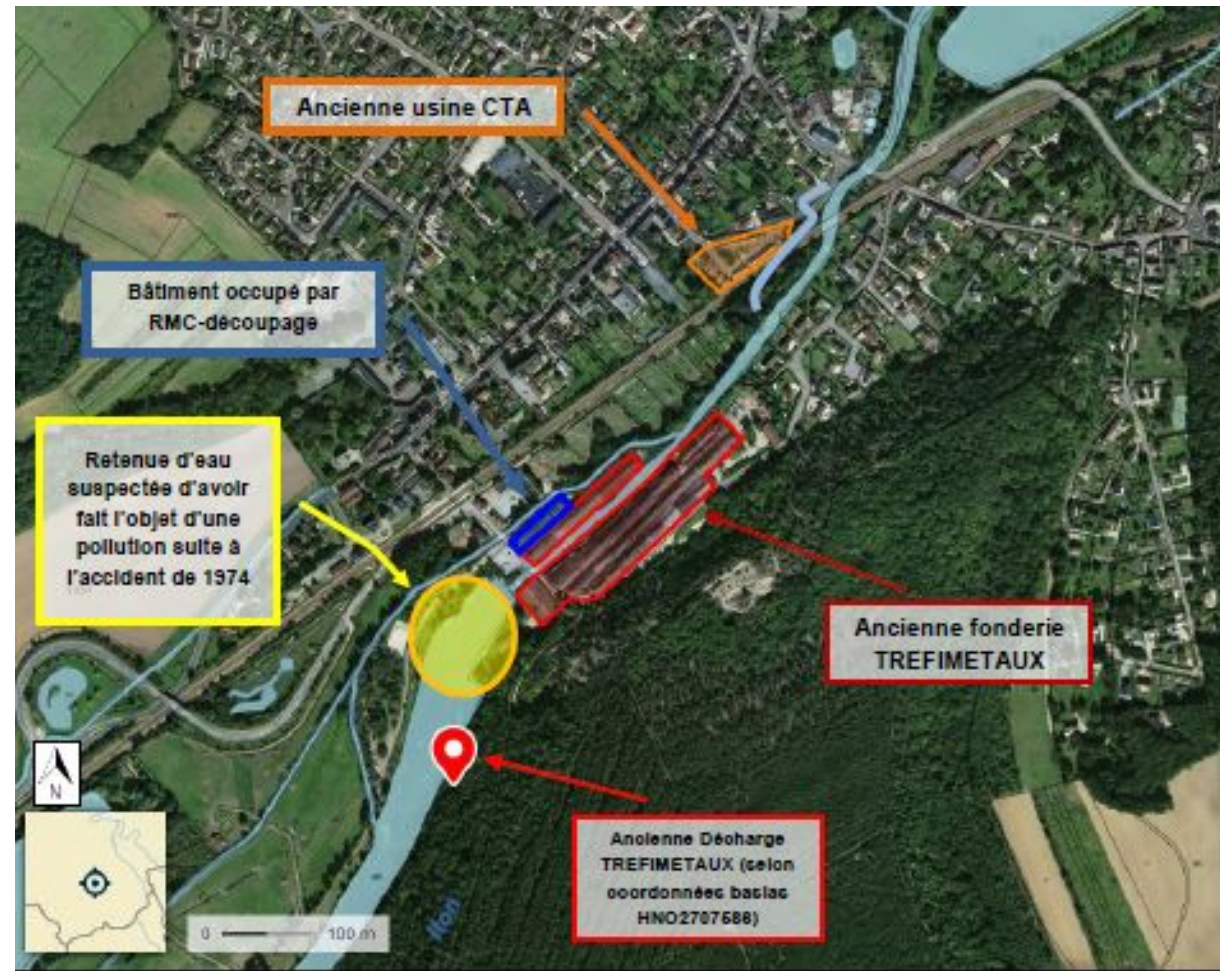 Ancienne usine CTA
Bâtiment occupé par
RMC-découpage
Retenue d'eau
suspectée d'avoir
fait l'objet d'une
pollution suite à
l'accident de 1974
Ancienne fonderie
TREFIMETAUX
Ancienne Décharge
TREFIMETAUX (selon
coordonnées basias
HNO2707586)
Iton
N
0 100 m